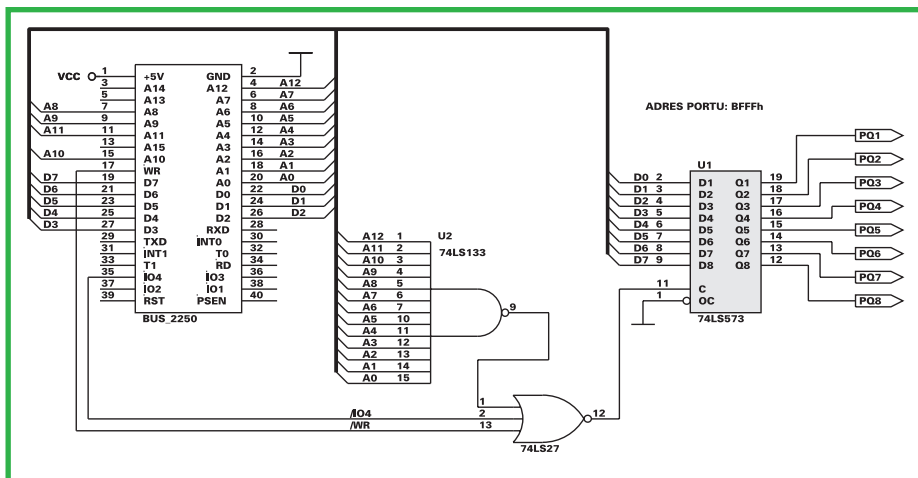 VCC
1 +5V GND 2
3 A14 A12 4 A12
5 A13 A7 6 A7
A8 7 A8 A6 8 A6
A9 9 A9 A5 10 A5
A11 11 A11 A4 12 A4
13 A15 A3 14 A3
A10 15 A10 A2 16 A2
17 WR A1 18 A1
D7 19 D7 A0 20 A0
D6 21 D6 D0 22 D0
D5 23 D5 D1 24 D1
D4 25 D4 D2 26 D2
D3 27 D3 RXD 28
29 TXD INT0 30
31 INT1 T0 32
33 T1 RD 34
35 IO4 IO3 36
37 IO2 IO1 38
39 RST PSEN 40
BUS_2250
U2
74LS133
A12 1
A11 2
A10 3
A9 4
A8 5
A7 6
A6 7
A5 10
A4 11
A3 12
A2 13
A1 14
A0 15
9
1
/IO4 2
/WR 13
12
74LS27
ADRES PORTU: BFFFh
U1
D0 2 D1 Q1 19 PQ1
D1 3 D2 Q2 18 PQ2
D2 4 D3 Q3 17 PQ3
D3 5 D4 Q4 16 PQ4
D4 6 D5 Q5 15 PQ5
D5 7 D6 Q6 14 PQ6
D6 8 D7 Q7 13 PQ7
D7 9 D8 Q8 12 PQ8
11 C
1 OC
74LS573